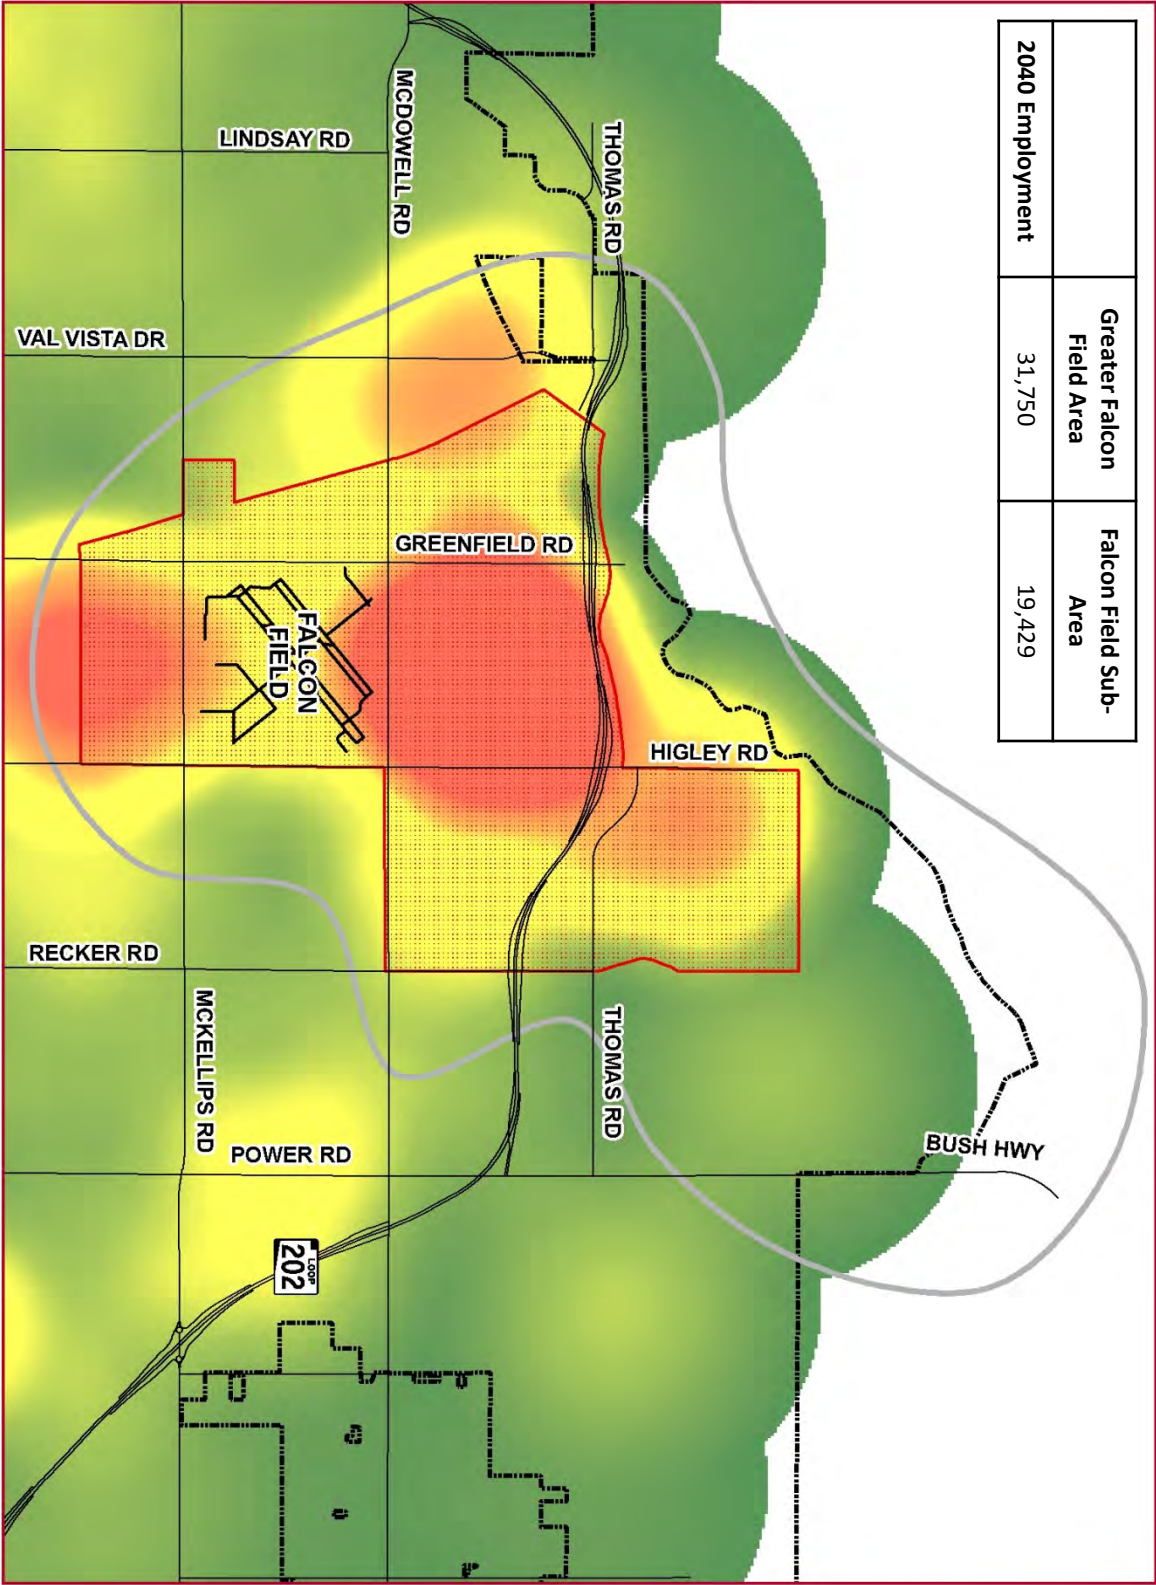 Greater Falcon
Field Area
Falcon Field Sub-
Area
2040 Employment
31,750
19,429
MCDOWELL RD
THOMAS RD
LINDSAY RD
VAL VISTA DR
GREENFIELD RD
FALCON
FIELD
HIGLEY RD
RECKER RD
MCKELLIPS RD
THOMAS RD
POWER RD
BUSH HWY
LOOP
202